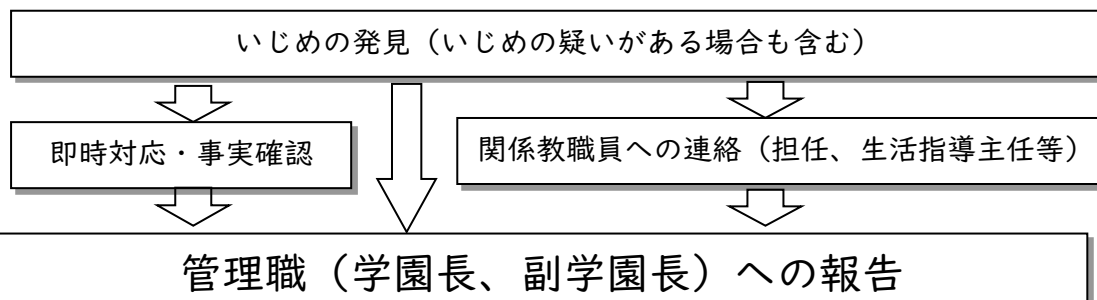 いじめの発見（いじめの疑いがある場合も含む）
即時対応・事実確認
関係教職員への連絡（担任、生活指導主任等）
管理職（学園長、副学園長）への報告